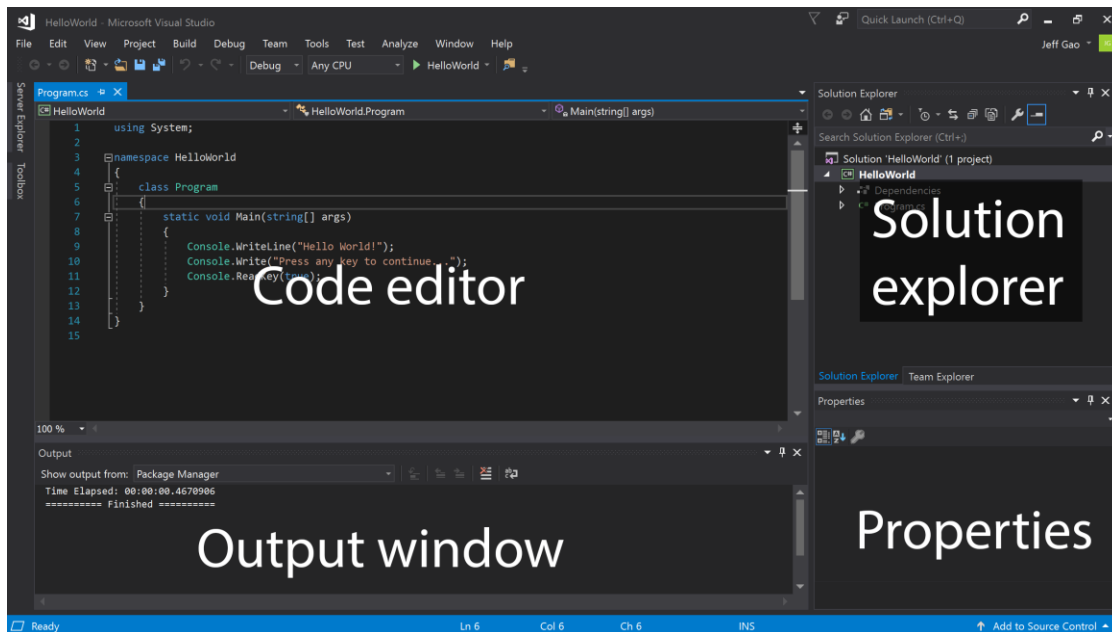 HelloWorld - Microsoft Visual Studio
Quick Launch (Ctrl+Q)
File Edit View Project Build Debug Team Tools Test Analyze Window Help
Jeff Gao
Debug Any CPU HelloWorld
Server Explorer
Toolbox
Program.cs
HelloWorld HelloWorld.Program Main(string[] args)
1 using System;
2
3 namespace HelloWorld
4 {
5 class Program
6 {
7 static void Main(string[] args)
8 {
9 Console.WriteLine("Hello World!");
10 Console.Write("Press any key to continue...");
11 Console.ReadKey(true);
12 }
13 }
14 }
15
Code editor
100 %
Output
Show output from: Package Manager
Time Elapsed: 00:00:00.4670906
========== Finished ==========
Output window
Solution Explorer
Search Solution Explorer (Ctrl+;)
Solution 'HelloWorld' (1 project)
HelloWorld
Dependencies
C# Program.cs
Solution
explorer
Solution Explorer Team Explorer
Properties
Properties
Ready Ln 6 Col 6 Ch 6 INS Add to Source Control